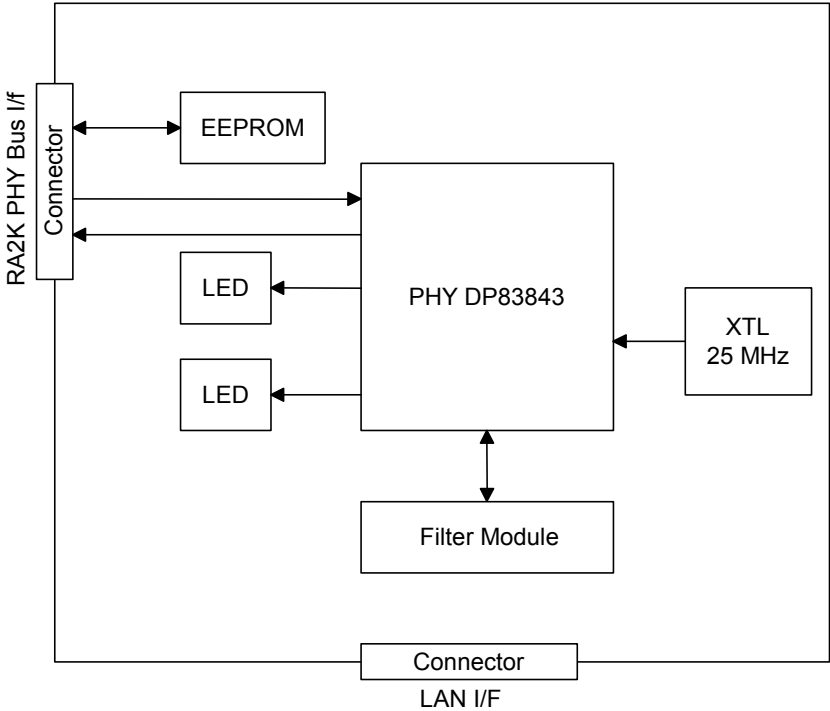 RA2K PHY Bus I/f
Connector
EEPROM
LED
PHY DP83843
XTL
25 MHz
LED
Filter Module
Connector
LAN I/F